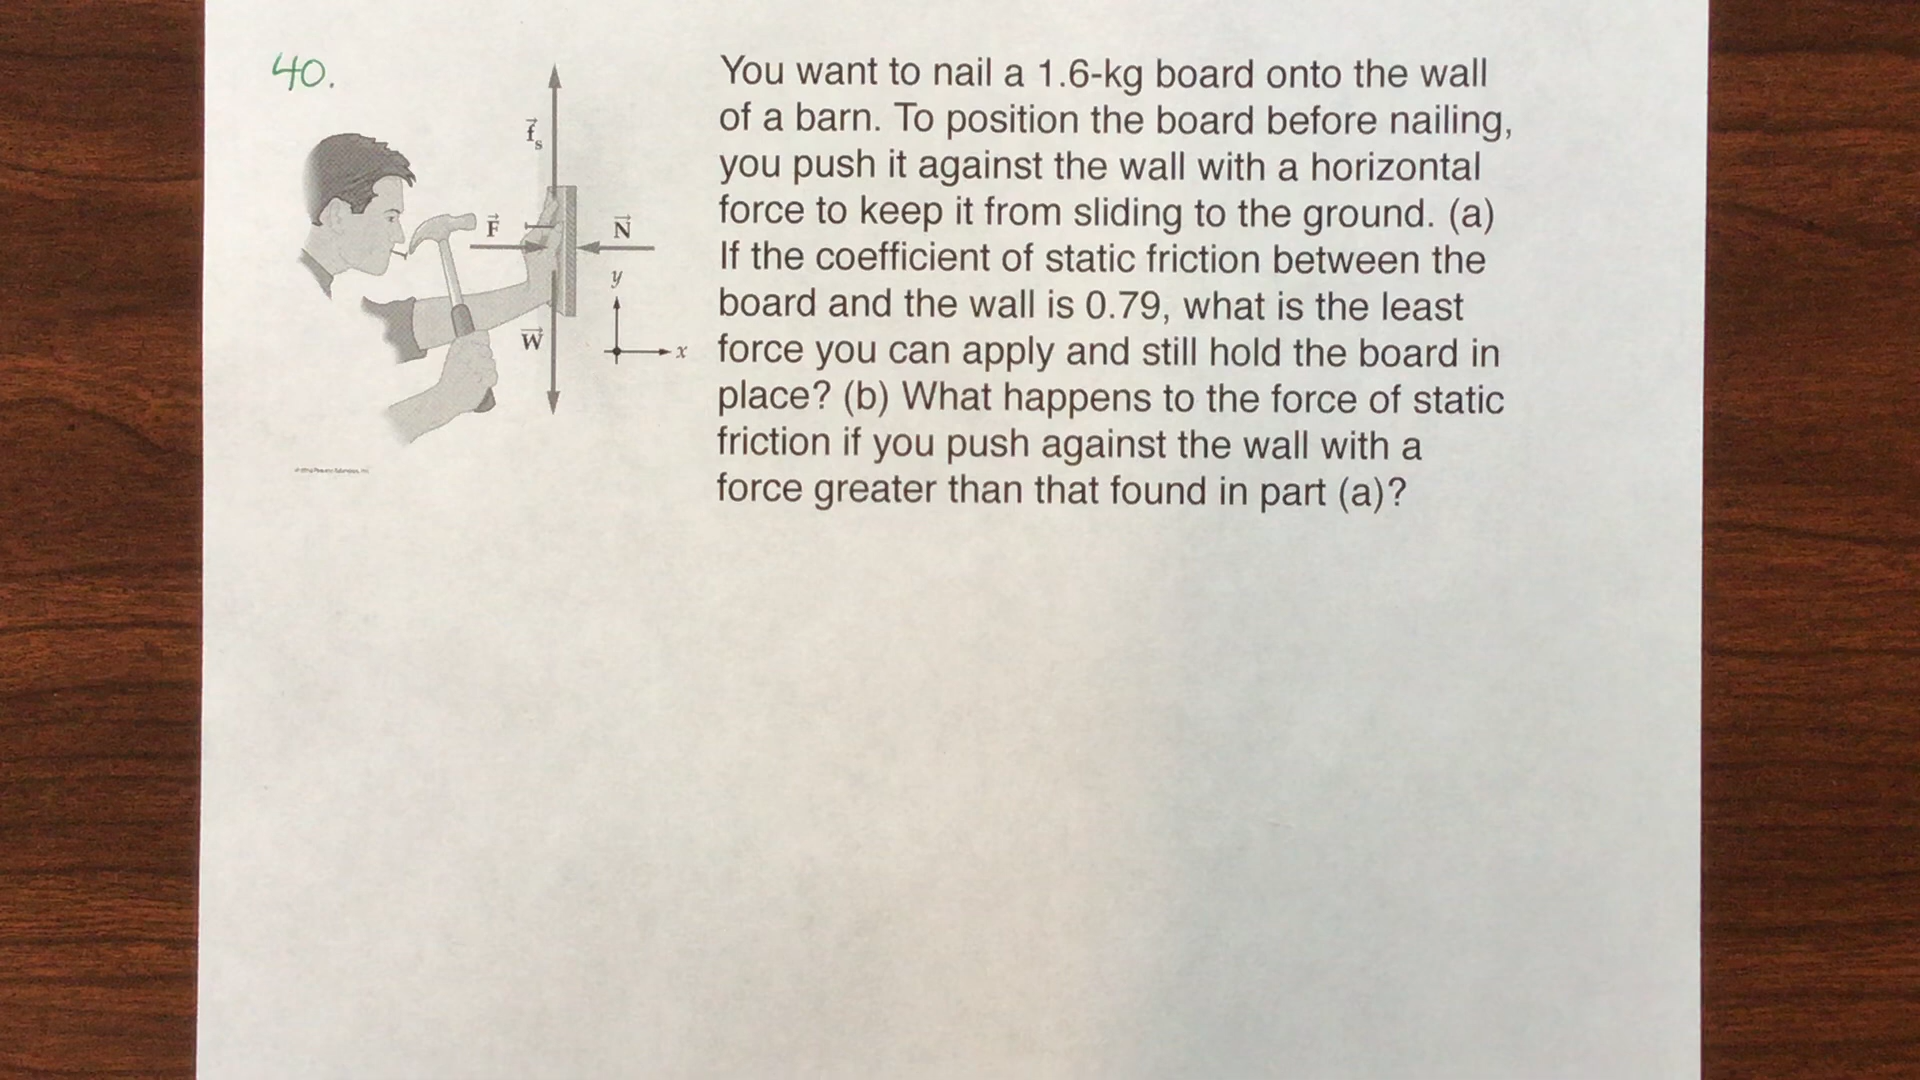 40.
f⃗s
F⃗
N⃗
y
x
W⃗
You want to nail a 1.6-kg board onto the wall
of a barn. To position the board before nailing,
you push it against the wall with a horizontal
force to keep it from sliding to the ground. (a)
If the coefficient of static friction between the
board and the wall is 0.79, what is the least
force you can apply and still hold the board in
place? (b) What happens to the force of static
friction if you push against the wall with a
force greater than that found in part (a)?